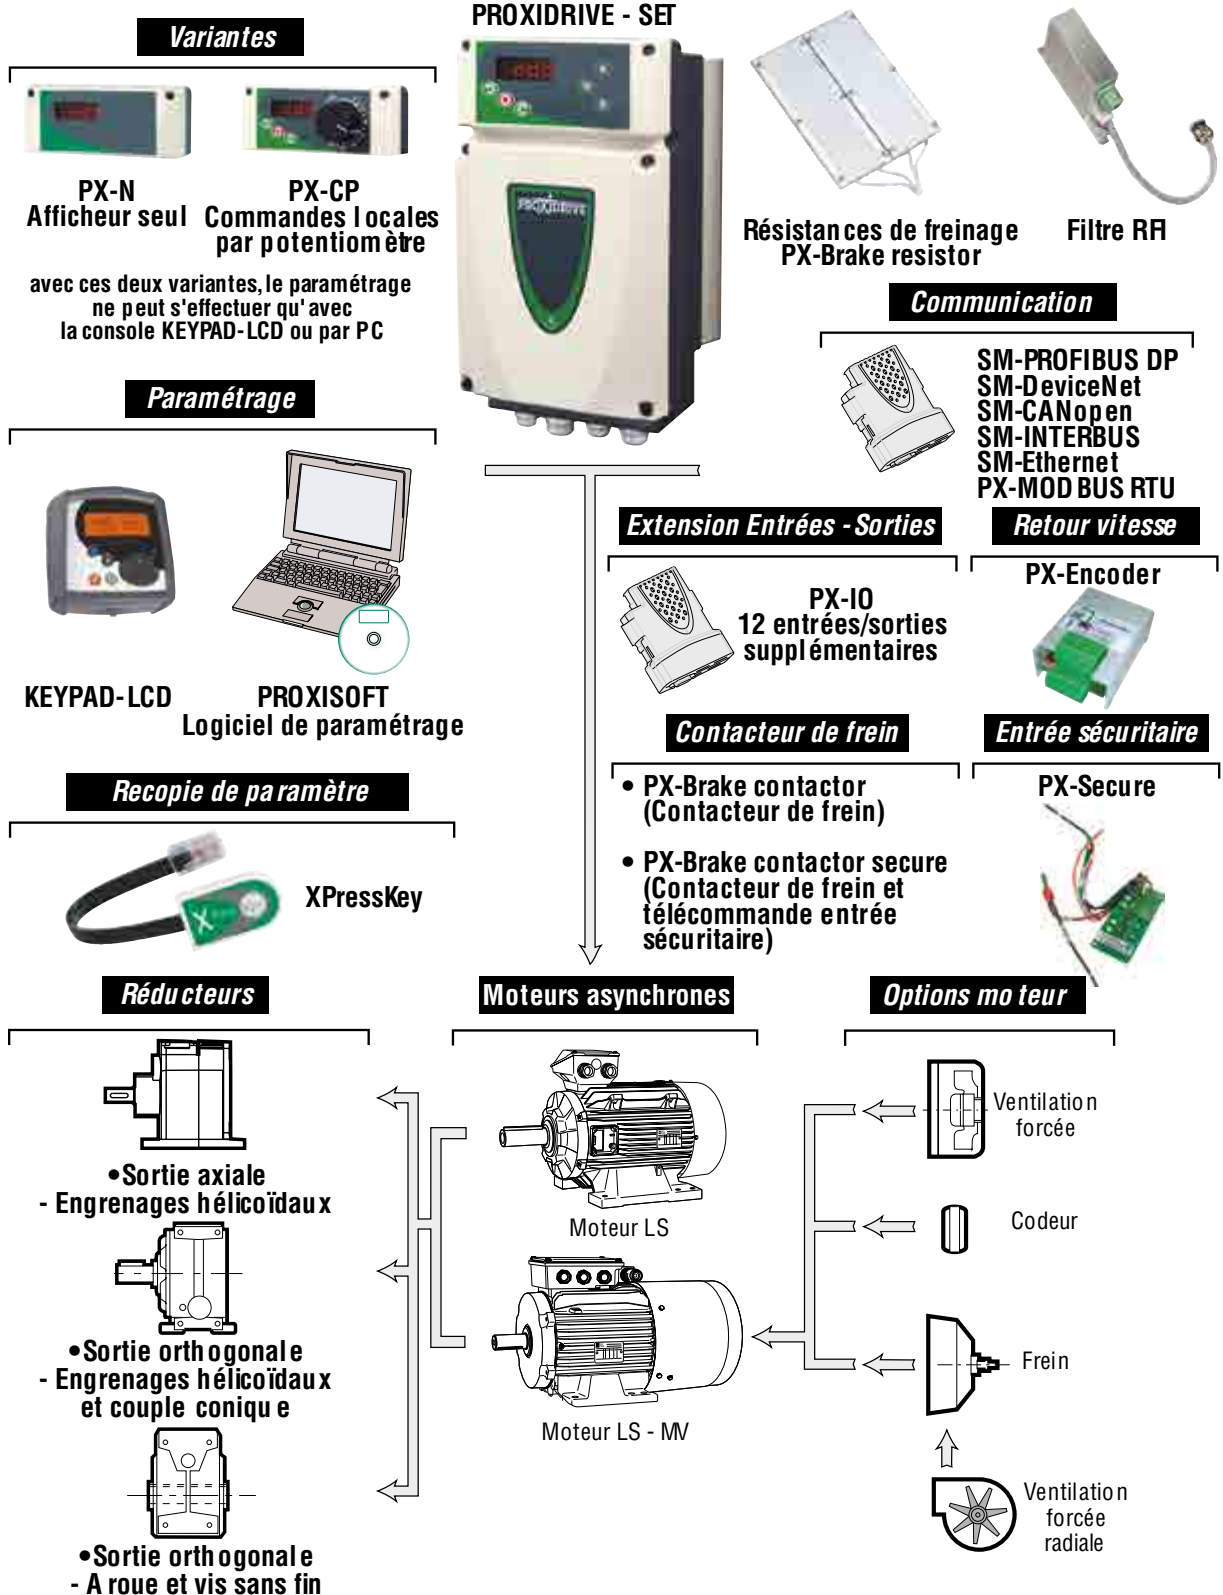 PROXIDRIVE - SET
Variantes
PX-N
Afficheur seul
PX-CP
Commandes locales
par potentiomètre
avec ces deux variantes, le paramétrage
ne peut s'effectuer qu'avec
la console KEYPAD-LCD ou par PC
PROXIDRIVE
Résistances de freinage
PX-Brake resistor
Filtre RFI
Communication
SM-PROFIBUS DP
SM-DeviceNet
SM-CANopen
SM-INTERBUS
SM-Ethernet
PX-MODBUS RTU
Paramétrage
KEYPAD-LCD
PROXISOFT
Logiciel de paramétrage
Extension Entrées - Sorties
PX-IO
12 entrées/sorties
supplémentaires
Retour vitesse
PX-Encoder
Contacteur de frein
• PX-Brake contactor
(Contacteur de frein)
• PX-Brake contactor secure
(Contacteur de frein et
télécommande entrée
sécuritaire)
Entrée sécuritaire
PX-Secure
Recopie de paramètre
X
XPressKey
Réducteurs
•Sortie axiale
- Engrenages hélicoïdaux
•Sortie orthogonale
- Engrenages hélicoïdaux
et couple conique
•Sortie orthogonale
- A roue et vis sans fin
Moteurs asynchrones
Moteur LS
Moteur LS - MV
Options moteur
Ventilation
forcée
Codeur
Frein
Ventilation
forcée
radiale